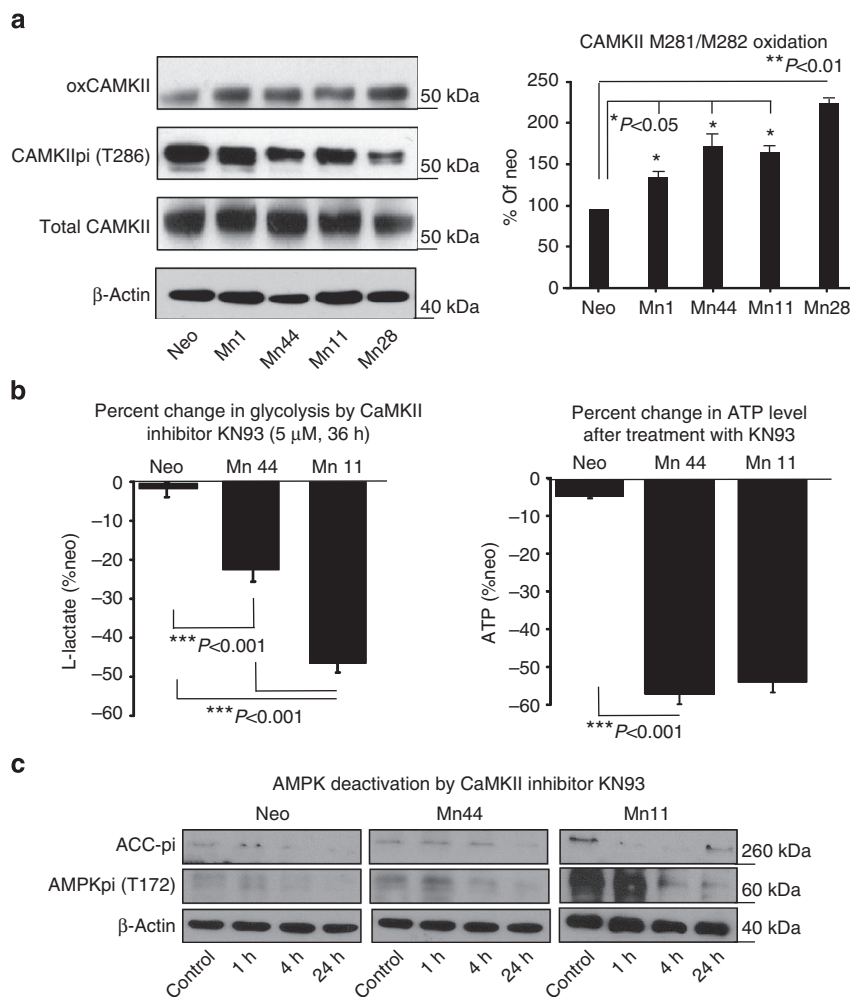 a
oxCAMKII
50 kDa
CAMKIIpi (T286)
50 kDa
Total CAMKII
50 kDa
β-Actin
40 kDa
Neo
Mn1
Mn44
Mn11
Mn28
CAMKII M281/M282 oxidation
**P<0.01
*P<0.05
*
*
*
% Of neo
250
200
150
100
50
0
Neo Mn1 Mn44 Mn11 Mn28
b
Percent change in glycolysis by CaMKII
inhibitor KN93 (5 μM, 36 h)
Neo Mn 44 Mn 11
L-lactate (%neo)
0
–10
–20
–30
–40
–50
–60
***P<0.001
***P<0.001
Percent change in ATP level
after treatment with KN93
Neo Mn 44 Mn 11
ATP (%neo)
0
–10
–20
–30
–40
–50
–60
***P<0.001
c
AMPK deactivation by CaMKII inhibitor KN93
Neo Mn44 Mn11
ACC-pi
260 kDa
AMPKpi (T172)
60 kDa
β-Actin
40 kDa
Control 1 h 4 h 24 h
Control 1 h 4 h 24 h
Control 1 h 4 h 24 h